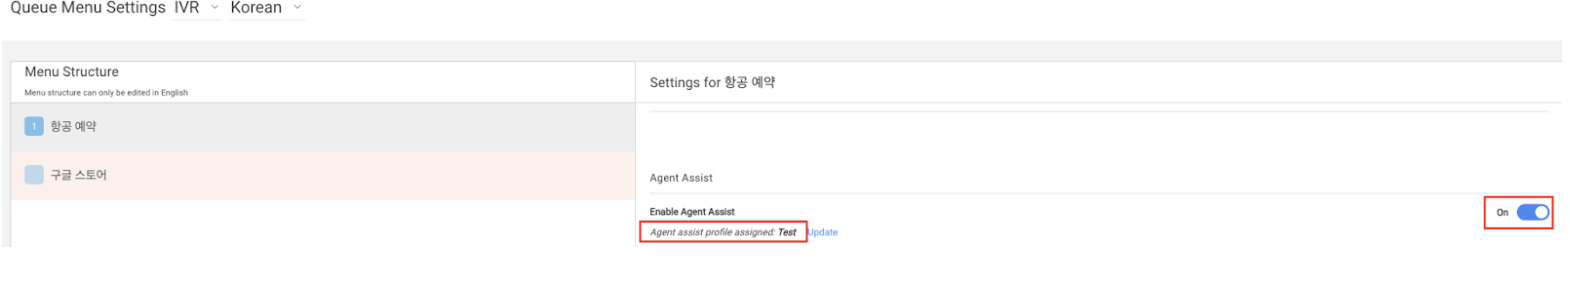 Queue Menu Settings IVR Korean
Menu Structure
Menu structure can only be edited in English
1 항공 예약
구글 스토어
Settings for 항공 예약
Agent Assist
Enable Agent Assist
On
Agent assist profile assigned: Test Update